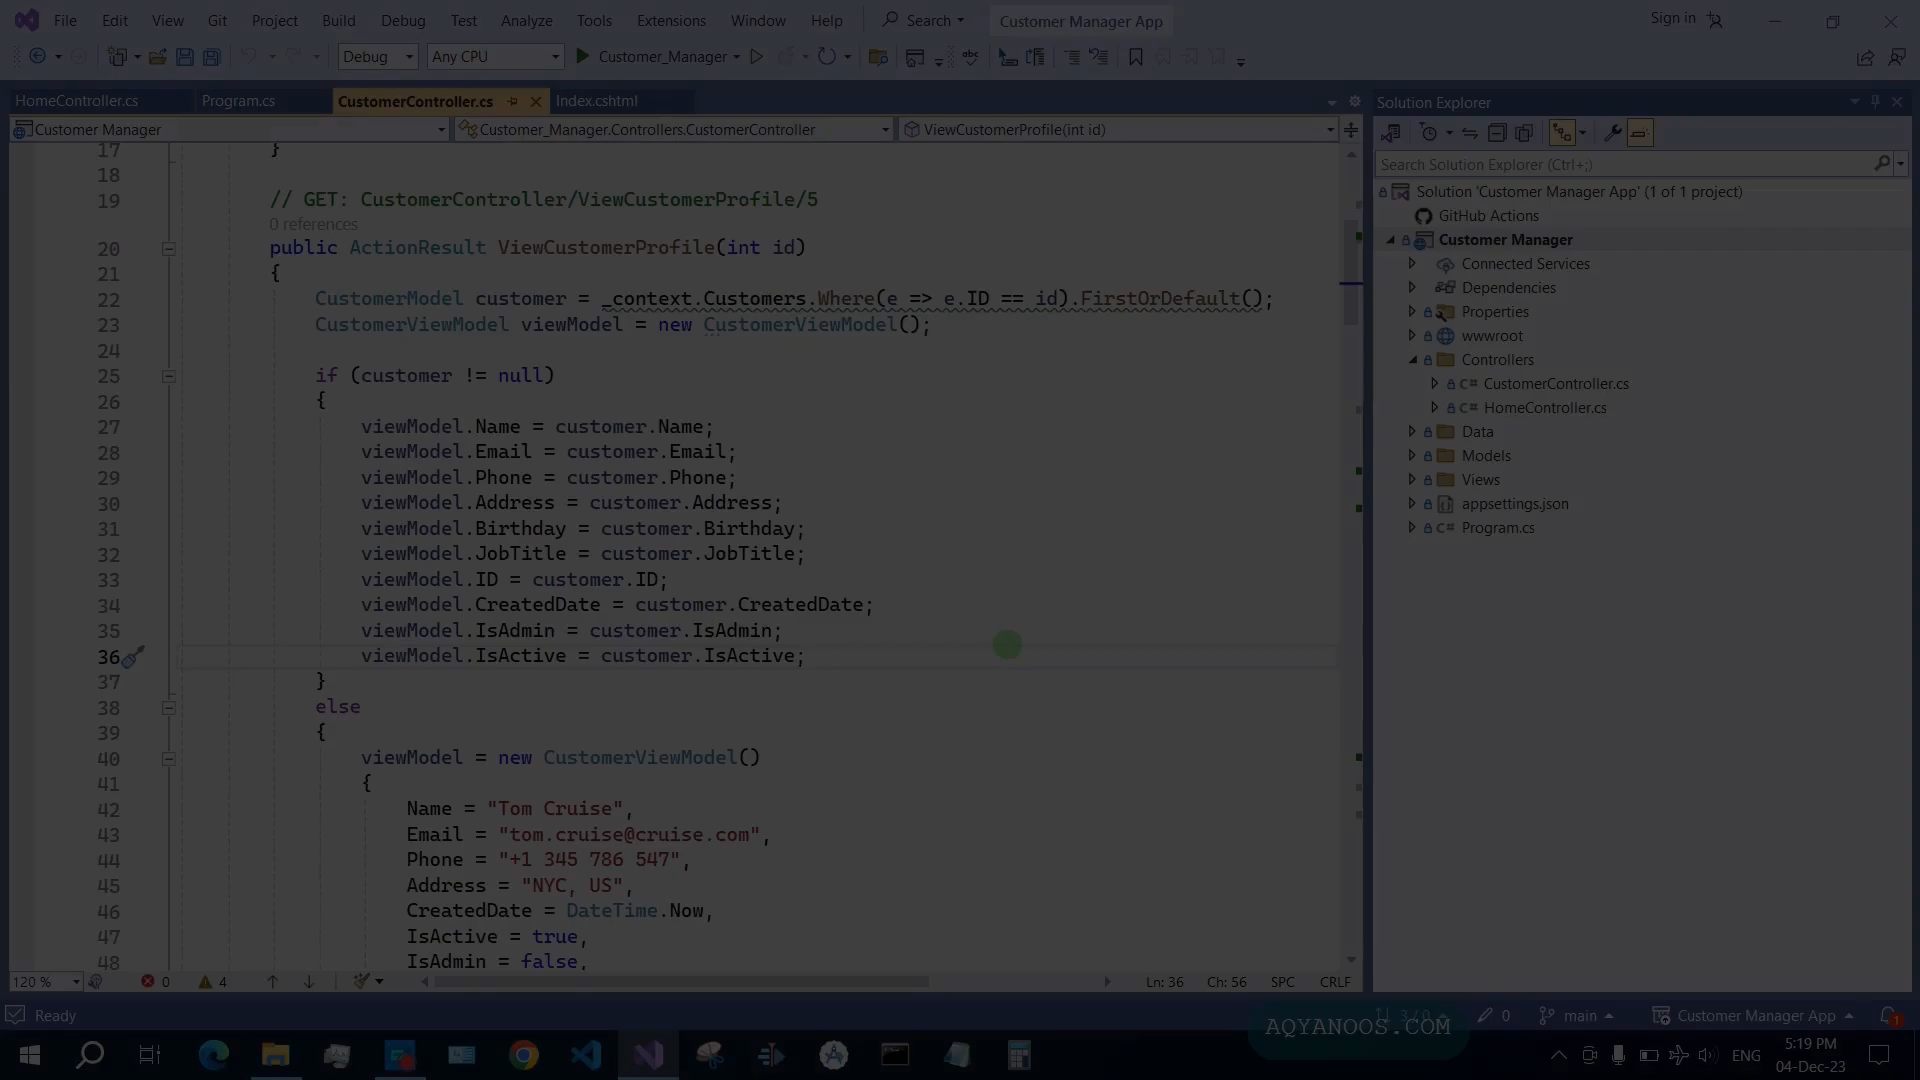 File Edit View Git Project Build Debug Test Analyze Tools Extensions Window Help Search Customer Manager App Sign in
Debug Any CPU Customer_Manager
HomeController.cs Program.cs CustomerController.cs Index.cshtml
Customer Manager Customer_Manager.Controllers.CustomerController ViewCustomerProfile(int id)
17 }
18
19 // GET: CustomerController/ViewCustomerProfile/5
0 references
20 public ActionResult ViewCustomerProfile(int id)
21 {
22 CustomerModel customer = _context.Customers.Where(e => e.ID == id).FirstOrDefault();
23 CustomerViewModel viewModel = new CustomerViewModel();
24
25 if (customer != null)
26 {
27 viewModel.Name = customer.Name;
28 viewModel.Email = customer.Email;
29 viewModel.Phone = customer.Phone;
30 viewModel.Address = customer.Address;
31 viewModel.Birthday = customer.Birthday;
32 viewModel.JobTitle = customer.JobTitle;
33 viewModel.ID = customer.ID;
34 viewModel.CreatedDate = customer.CreatedDate;
35 viewModel.IsAdmin = customer.IsAdmin;
36 viewModel.IsActive = customer.IsActive;
37 }
38 else
39 {
40 viewModel = new CustomerViewModel()
41 {
42 Name = "Tom Cruise",
43 Email = "tom.cruise@cruise.com",
44 Phone = "+1 345 786 547",
45 Address = "NYC, US",
46 CreatedDate = DateTime.Now,
47 IsActive = true,
48 IsAdmin = false,
120 % 0 4 Ln: 36 Ch: 56 SPC CRLF
Solution Explorer
Search Solution Explorer (Ctrl+;)
Solution 'Customer Manager App' (1 of 1 project)
GitHub Actions
Customer Manager
Connected Services
Dependencies
Properties
wwwroot
Controllers
C# CustomerController.cs
C# HomeController.cs
Data
Models
Views
appsettings.json
C# Program.cs
Ready 3 / 0 0 main Customer Manager App 1
AQYANOOS.COM
ENG
5:19 PM
04-Dec-23